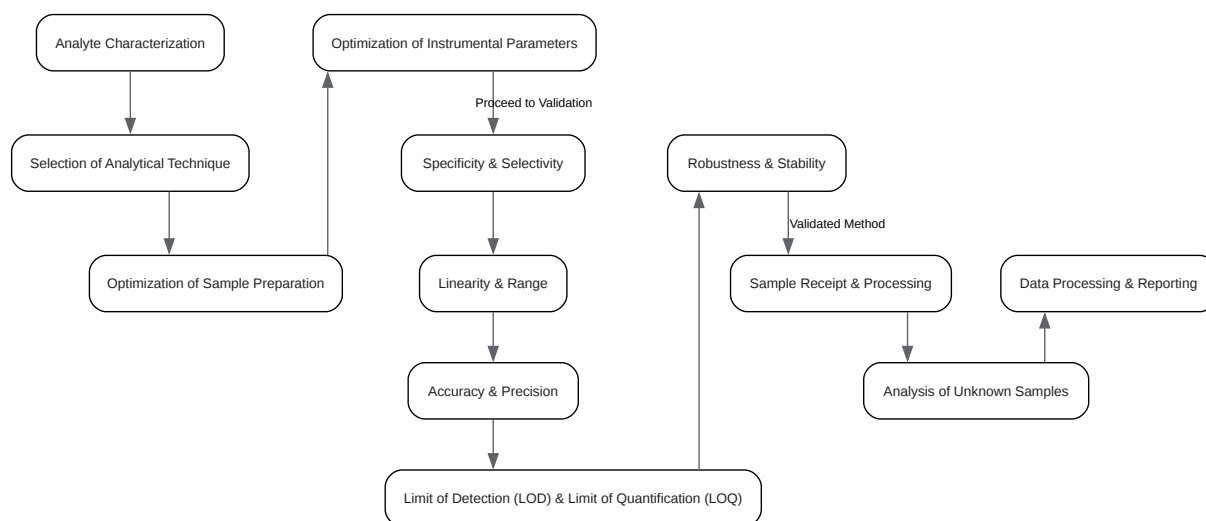 Analyte Characterization
Selection of Analytical Technique
Optimization of Sample Preparation
Optimization of Instrumental Parameters
Proceed to Validation
Specificity & Selectivity
Linearity & Range
Accuracy & Precision
Limit of Detection (LOD) & Limit of Quantification (LOQ)
Robustness & Stability
Validated Method
Sample Receipt & Processing
Analysis of Unknown Samples
Data Processing & Reporting